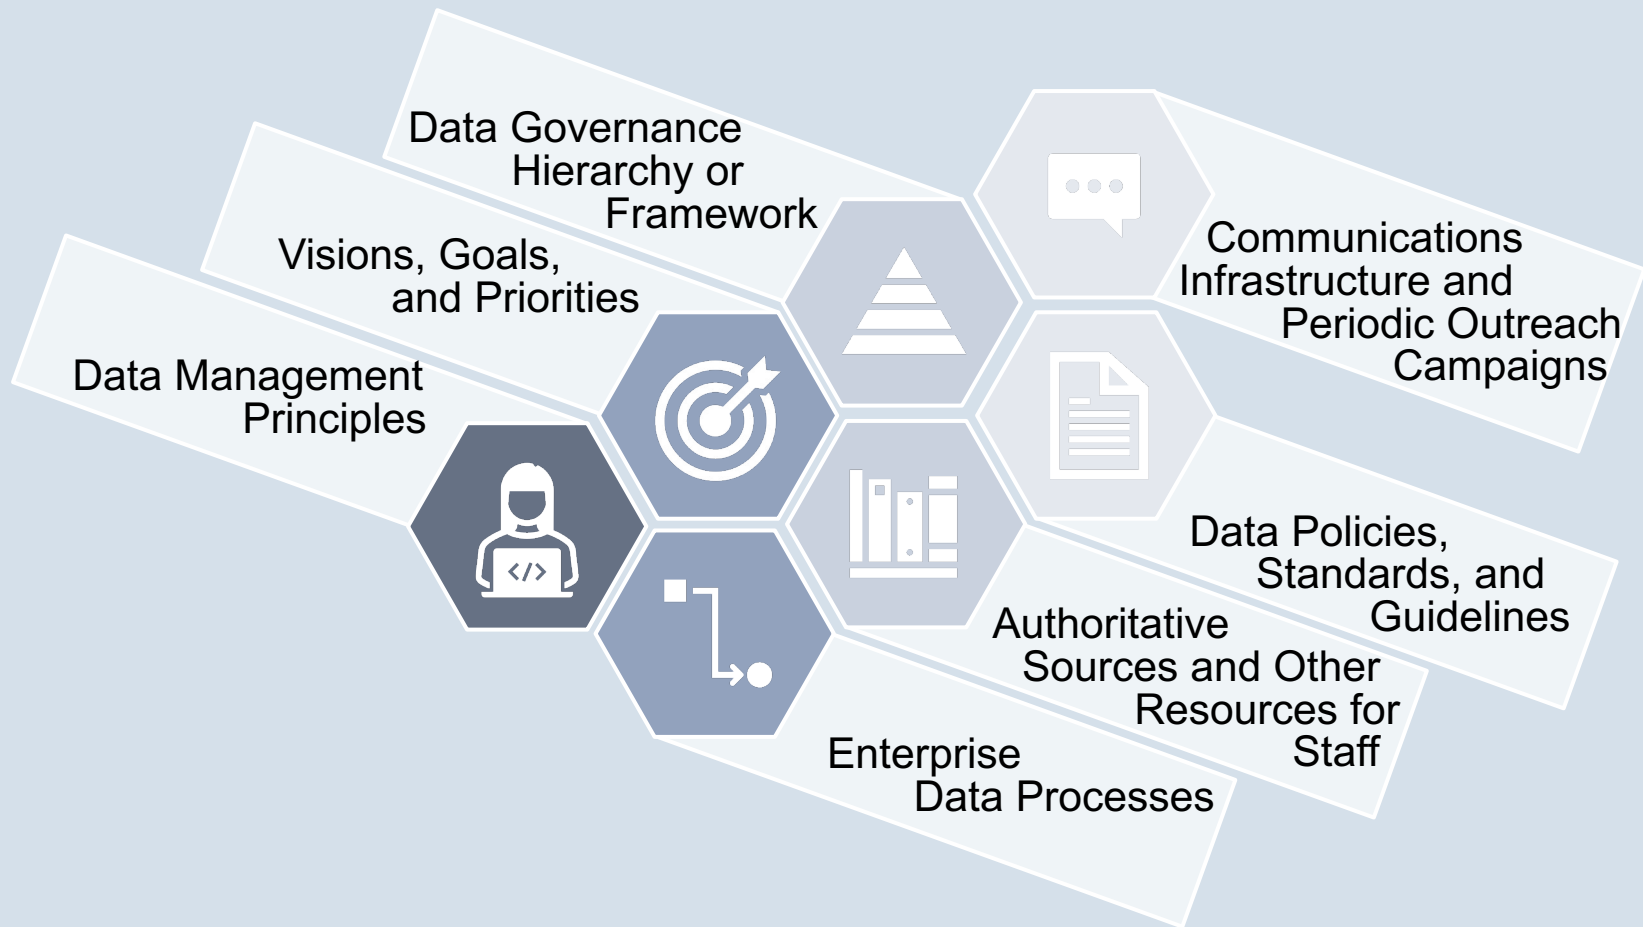 Data Governance
Hierarchy or
Framework
Visions, Goals,
and Priorities
Data Management
Principles
Communications
Infrastructure and
Periodic Outreach
Campaigns
Data Policies,
Standards, and
Guidelines
Authoritative
Sources and Other
Resources for
Staff
Enterprise
Data Processes